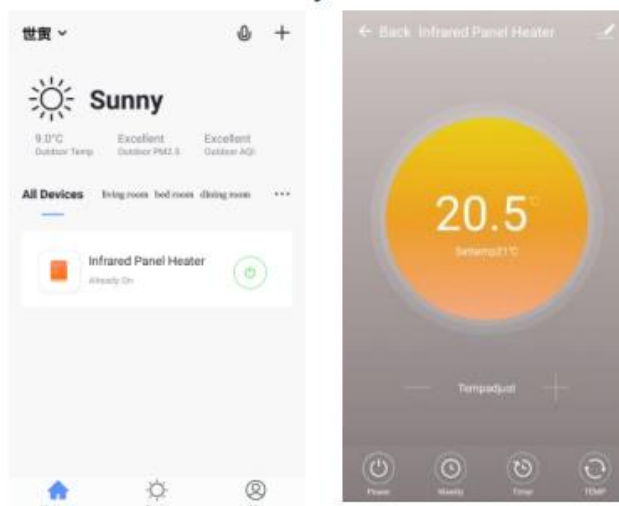 世贸
Sunny
9.0°C Excellent Excellent
Outdoor Temp Outdoor PM2.5 Outdoor AQI
All Devices living room bed room dining room ...
Infrared Panel Heater
Already On
← Back Infrared Panel Heater
20.5°C
Settemp21°C
— Tempadjust +
Power Weekly Timer TEMP